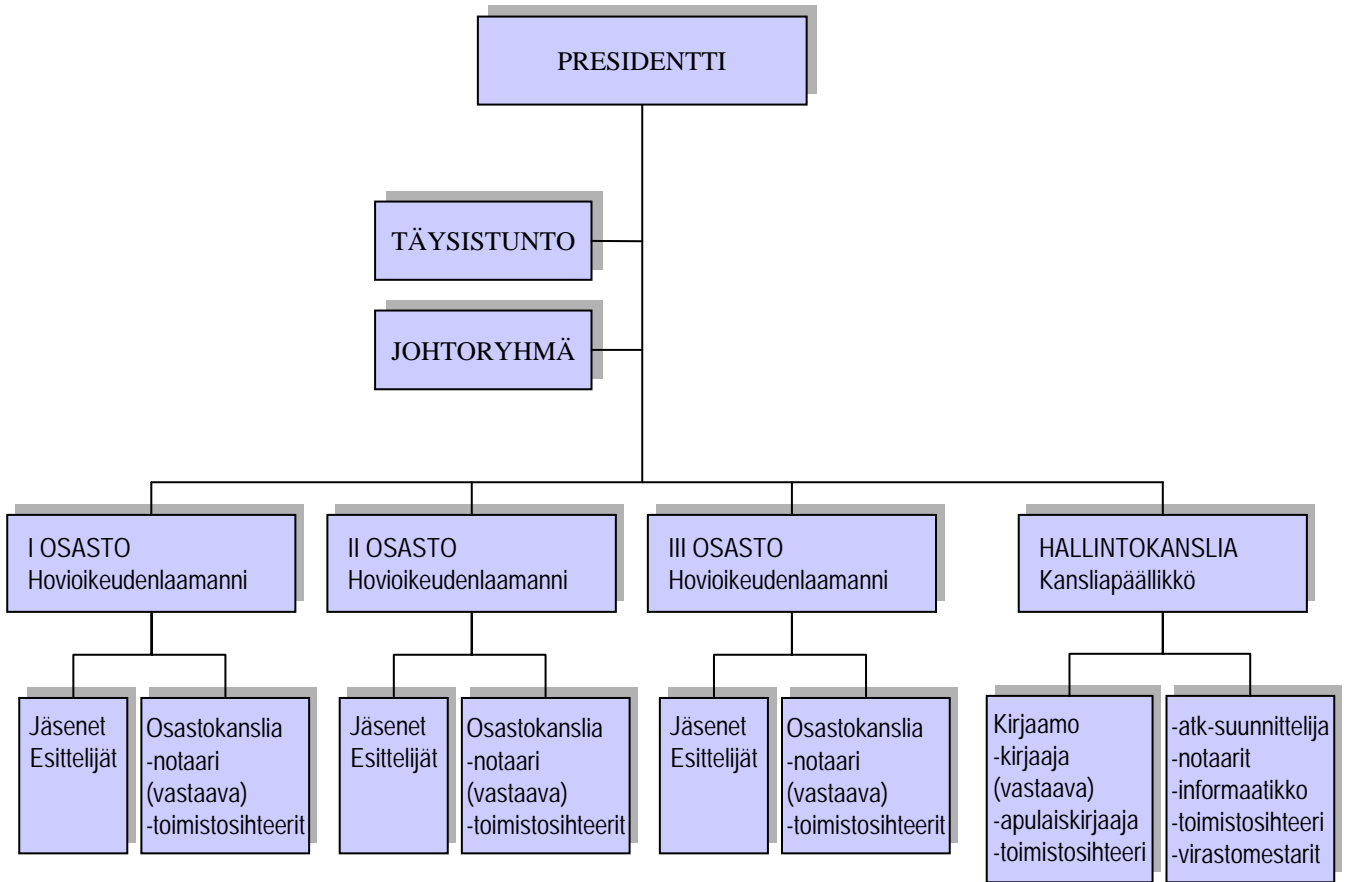 PRESIDENTTI
TÄYSISTUNTO
JOHTORYHMÄ
I OSASTO
Hovioikeudenlaamanni
II OSASTO
Hovioikeudenlaamanni
III OSASTO
Hovioikeudenlaamanni
HALLINTOKANSLIA
Kansliapäällikkö
Jäsenet
Esittelijät
Osastokanslia
-notaari
(vastaava)
-toimistosihteerit
Jäsenet
Esittelijät
Osastokanslia
-notaari
(vastaava)
-toimistosihteerit
Jäsenet
Esittelijät
Osastokanslia
-notaari
(vastaava)
-toimistosihteerit
Kirjaamo
-kirjaaja
(vastaava)
-apulaiskirjaaja
-toimistosihteeri
-atk-suunnittelija
-notaarit
-informaatikko
-toimistosihteeri
-virastomestarit